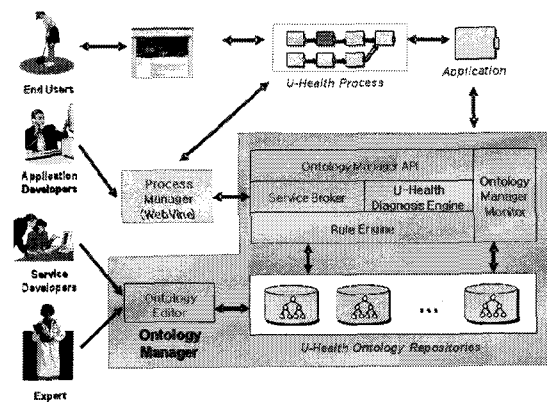 End Users
U-Health Process
Application
Application
Developers
Process
Manager
(WebVine)
Ontology Manager API
Service Broker
U-Health
Diagnosis Engine
Rule Engine
Ontology
Manager
Monitor
Service
Developers
Ontology
Editor
Ontology
Manager
...
U-Health Ontology Repositories
Expert